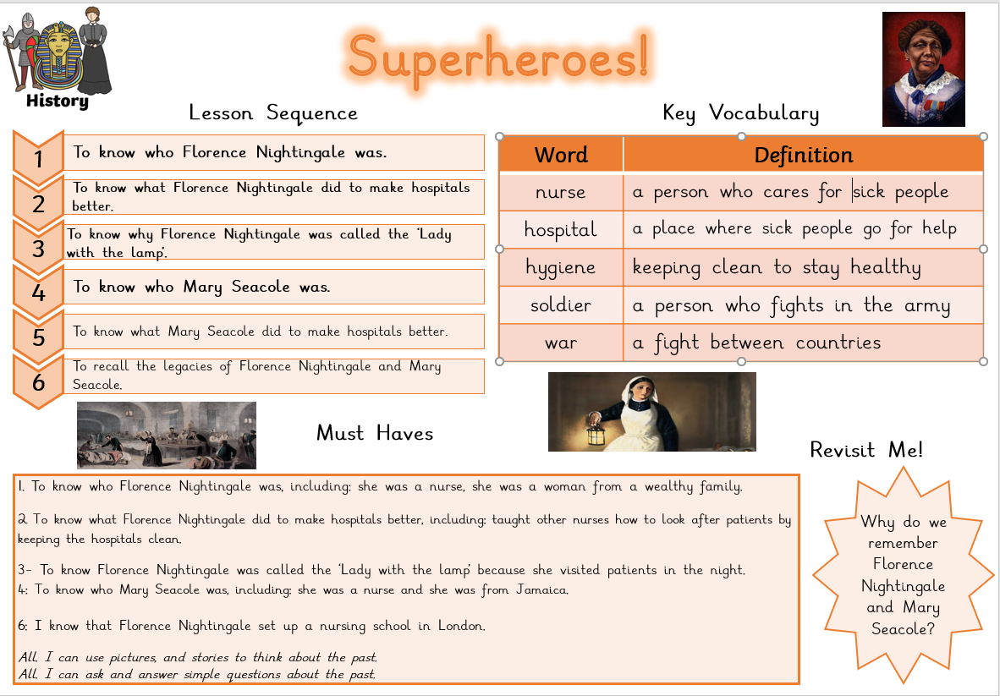 History
Superheroes!
Lesson Sequence
1
To know who Florence Nightingale was.
2
To know what Florence Nightingale did to make hospitals
better.
3
To know why Florence Nightingale was called the 'Lady
with the lamp'.
4
To know who Mary Seacole was.
5
To know what Mary Seacole did to make hospitals better.
6
To recall the legacies of Florence Nightingale and Mary
Seacole.
Key Vocabulary
Word Definition
nurse a person who cares for sick people
hospital a place where sick people go for help
hygiene keeping clean to stay healthy
soldier a person who fights in the army
war a fight between countries
Must Haves
1. To know who Florence Nightingale was, including: she was a nurse, she was a woman from a wealthy family.
2. To know what Florence Nightingale did to make hospitals better, including: taught other nurses how to look after patients by
keeping the hospitals clean.
3- To know Florence Nightingale was called the 'Lady with the lamp' because she visited patients in the night.
4: To know who Mary Seacole was, including: she was a nurse and she was from Jamaica.
6: I know that Florence Nightingale set up a nursing school in London.
All. I can use pictures, and stories to think about the past.
All. I can ask and answer simple questions about the past.
Revisit Me!
Why do we
remember
Florence
Nightingale
and Mary
Seacole?